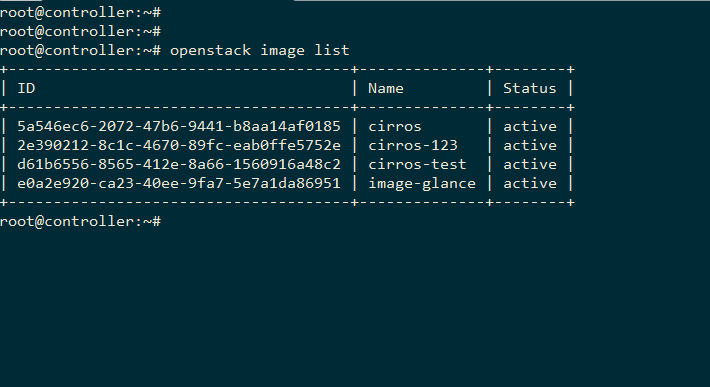 root@controller:~#
root@controller:~#
root@controller:~# openstack image list
+--------------------------------------+--------------+--------+
| ID                                   | Name         | Status |
+--------------------------------------+--------------+--------+
| 5a546ec6-2072-47b6-9441-b8aa14af0185 | cirros       | active |
| 2e390212-8c1c-4670-89fc-eab0ffe5752e | cirros-123   | active |
| d61b6556-8565-412e-8a66-1560916a48c2 | cirros-test  | active |
| e0a2e920-ca23-40ee-9fa7-5e7a1da86951 | image-glance | active |
+--------------------------------------+--------------+--------+
root@controller:~#